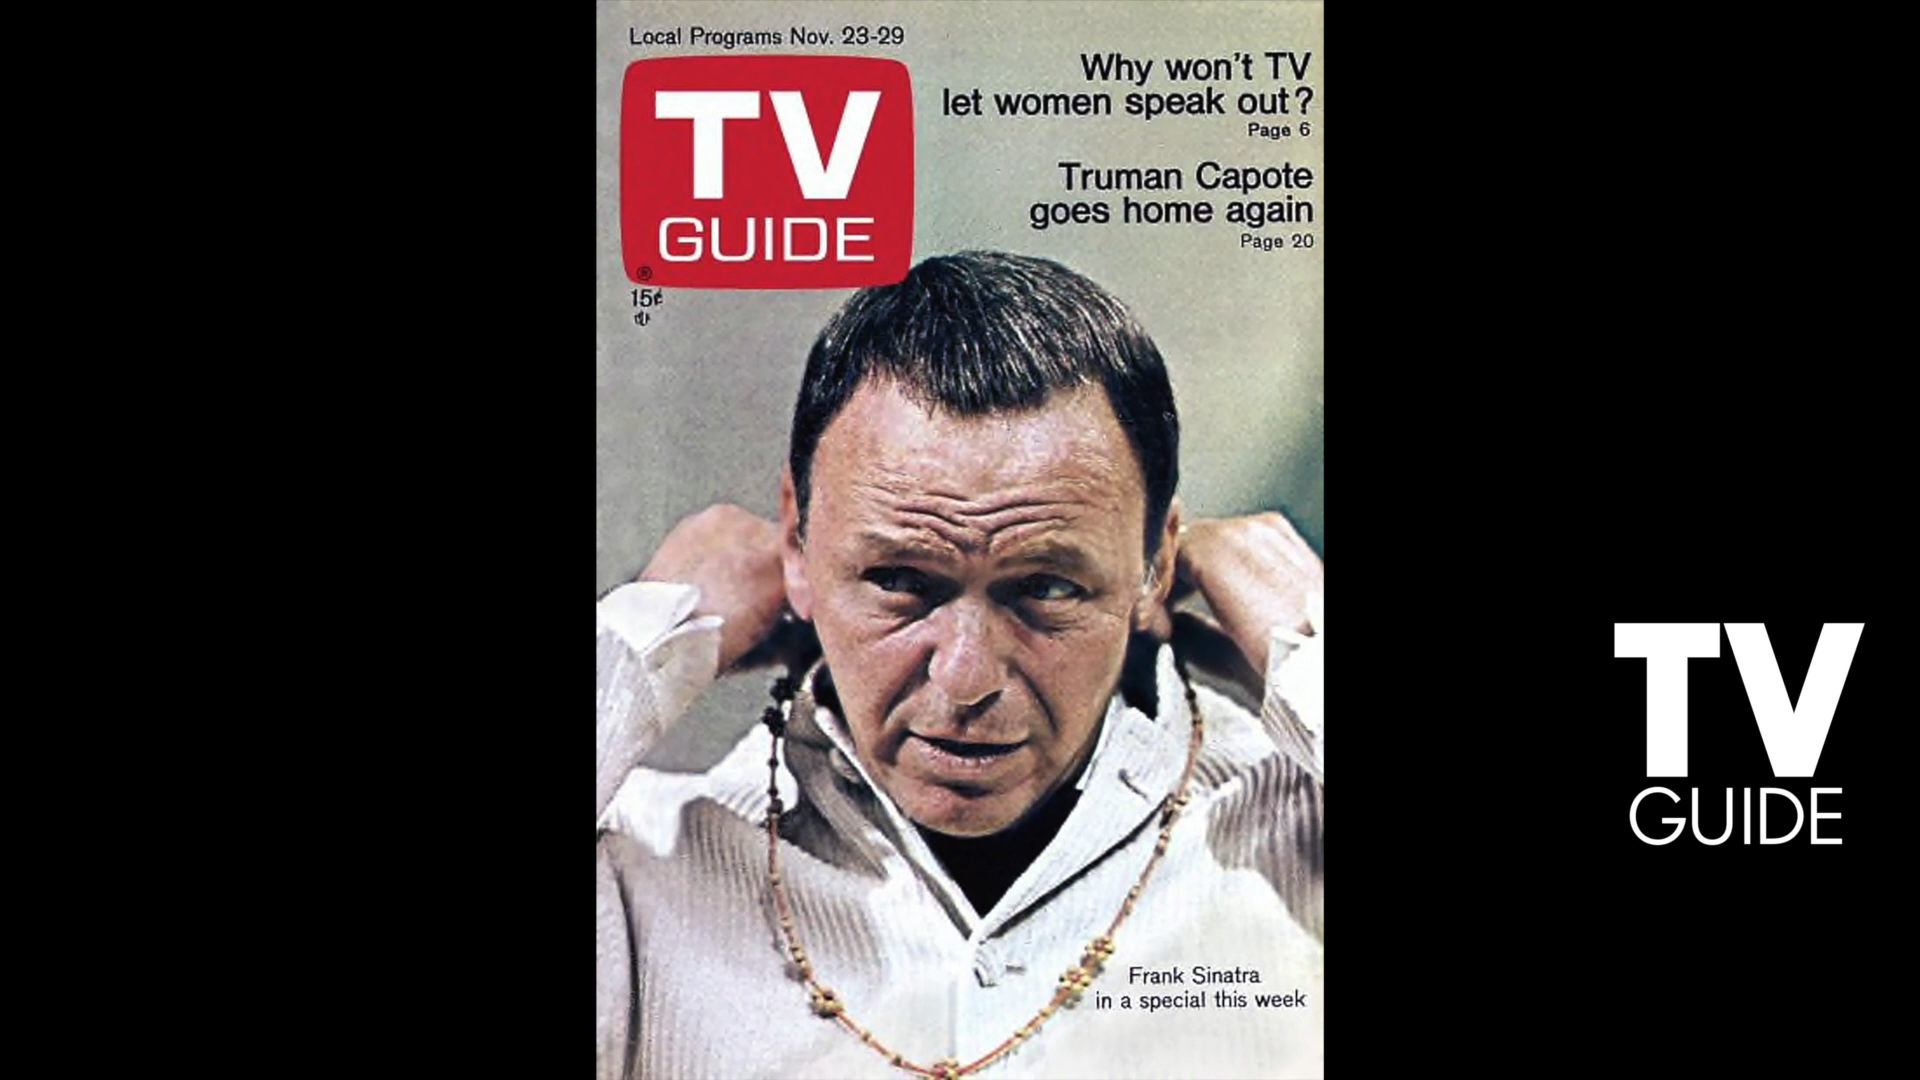 Local Programs Nov. 23-29
TV
GUIDE
®
15¢
Why won't TV
let women speak out?
Page 6
Truman Capote
goes home again
Page 20
Frank Sinatra
in a special this week
TV
GUIDE